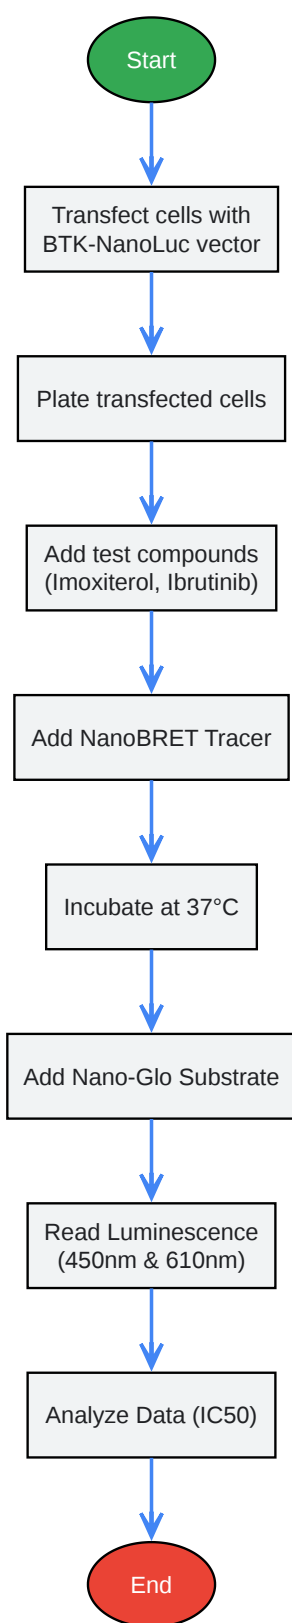 Start
Transfect cells with
BTK-NanoLuc vector
Plate transfected cells
Add test compounds
(Imoxiterol, Ibrutinib)
Add NanoBRET Tracer
Incubate at 37°C
Add Nano-Glo Substrate
Read Luminescence
(450nm & 610nm)
Analyze Data (IC50)
End